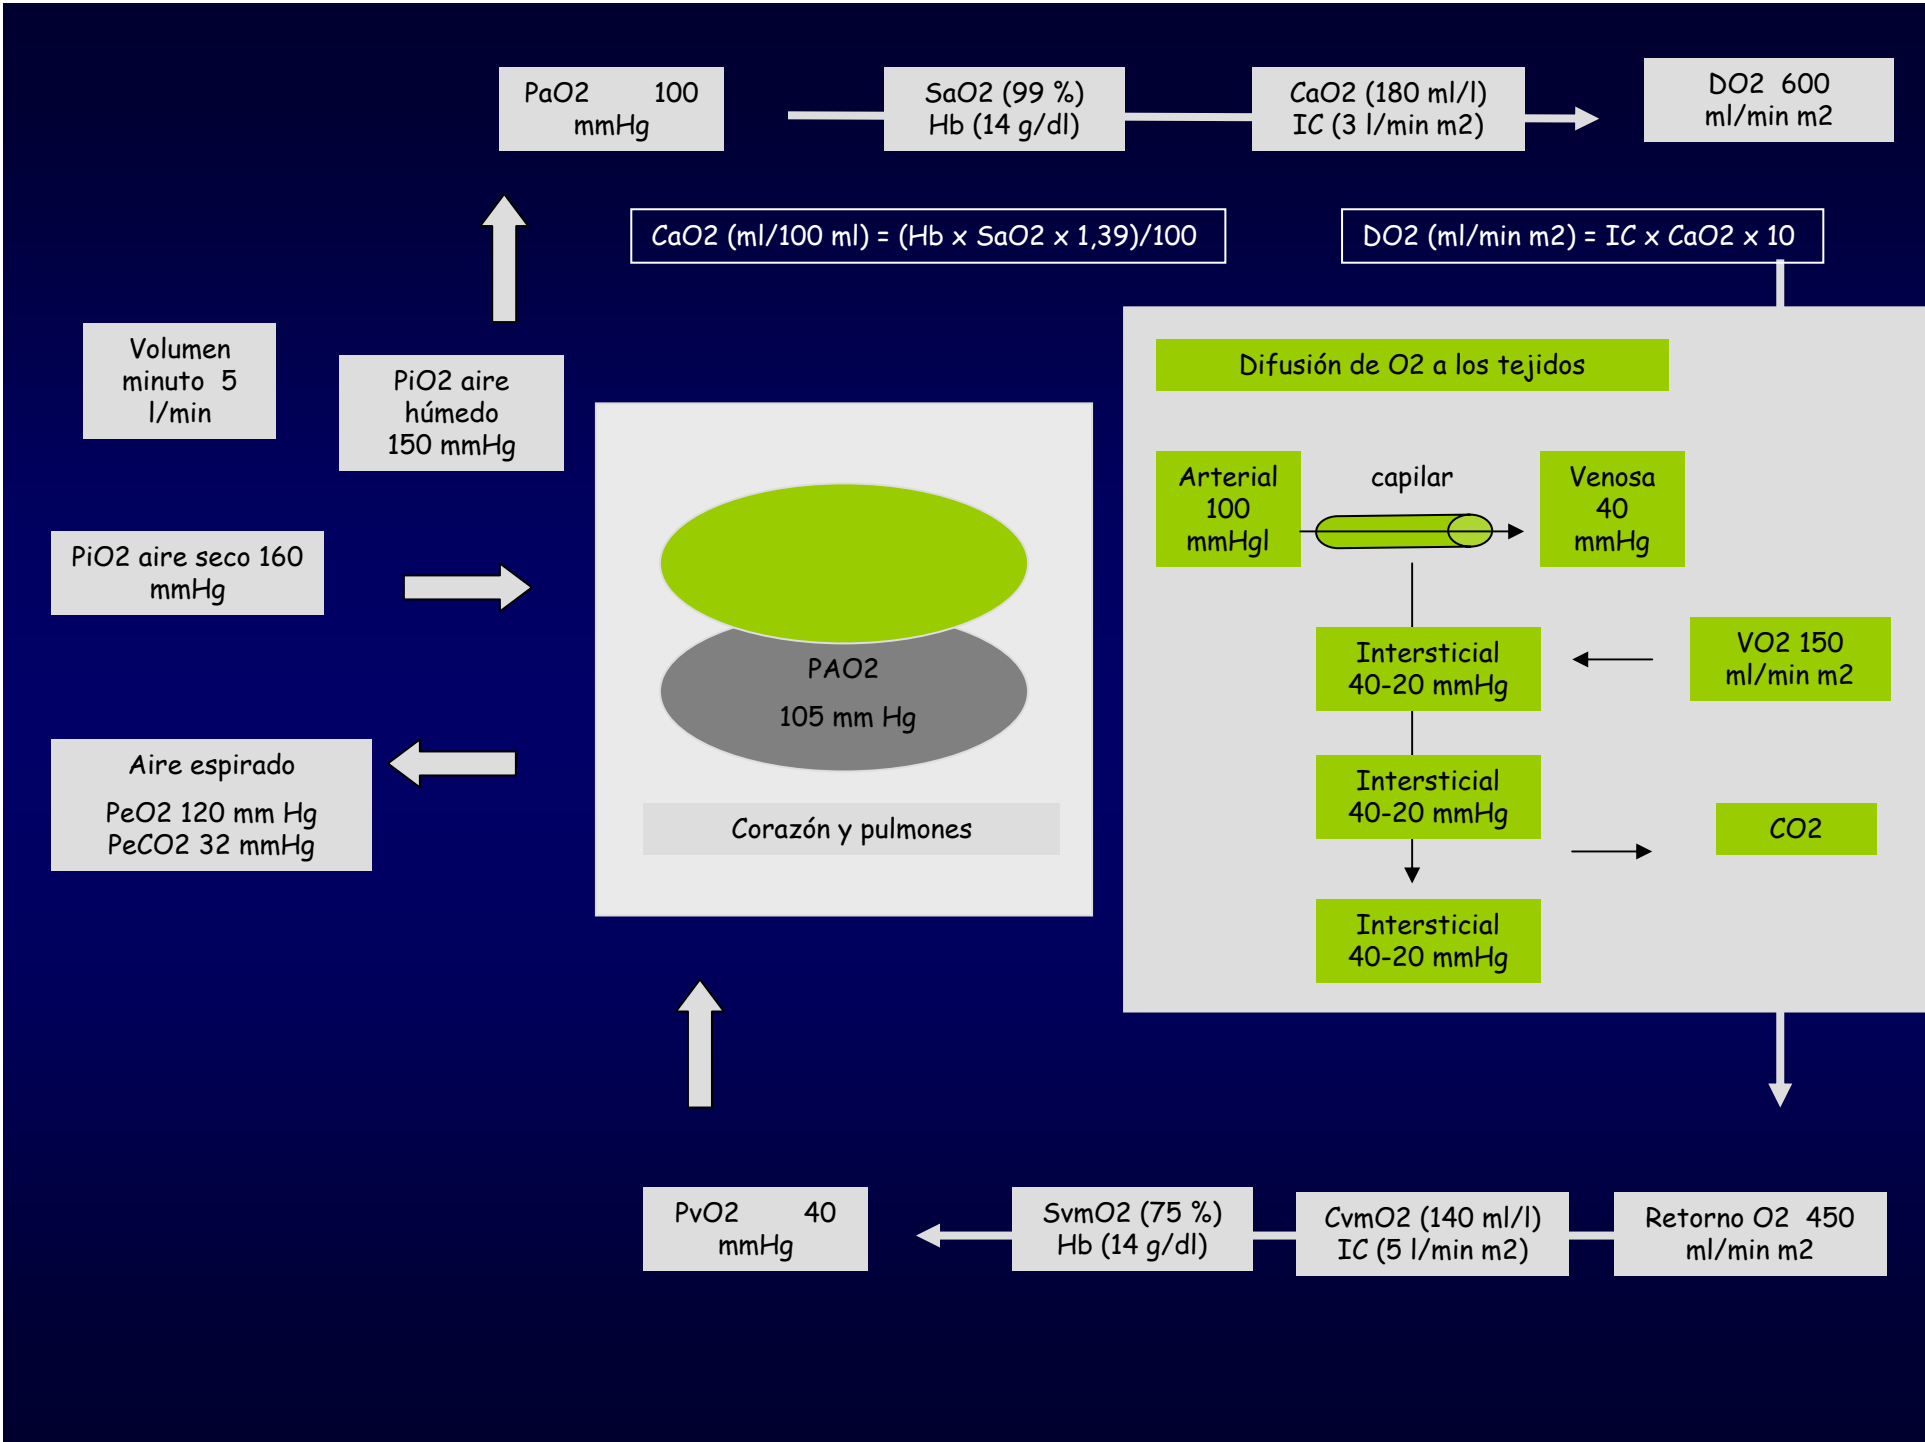 PaO2 100
mmHg
SaO2 (99 %)
Hb (14 g/dl)
CaO2 (180 ml/l)
IC (3 l/min m2)
DO2 600
ml/min m2
CaO2 (ml/100 ml) = (Hb x SaO2 x 1,39)/100
DO2 (ml/min m2) = IC x CaO2 x 10
Volumen
minuto 5
l/min
PiO2 aire
húmedo
150 mmHg
PiO2 aire seco 160
mmHg
Aire espirado
PeO2 120 mm Hg
PeCO2 32 mmHg
PAO2
105 mm Hg
Corazón y pulmones
Difusión de O2 a los tejidos
Arterial
100
mmHgl
capilar
Venosa
40
mmHg
Intersticial
40-20 mmHg
VO2 150
ml/min m2
Intersticial
40-20 mmHg
CO2
Intersticial
40-20 mmHg
PvO2 40
mmHg
SvmO2 (75 %)
Hb (14 g/dl)
CvmO2 (140 ml/l)
IC (5 l/min m2)
Retorno O2 450
ml/min m2